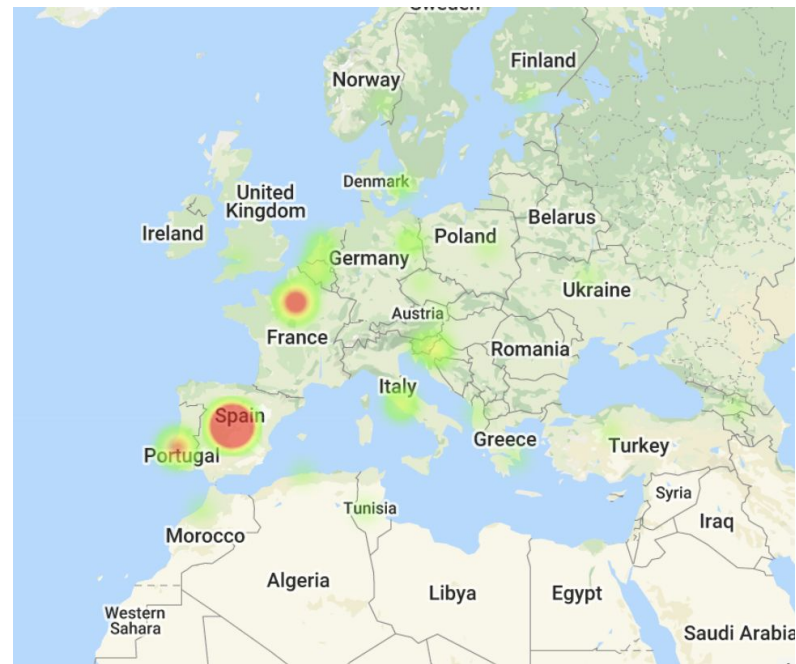 Sweden
Finland
Norway
Denmark
United
Kingdom
Ireland
Belarus
Poland
Germany
Ukraine
Austria
France
Romania
Italy
Spain
Portugal
Greece
Turkey
Syria
Tunisia
Iraq
Morocco
Algeria
Libya
Egypt
Western
Sahara
Saudi Arabia